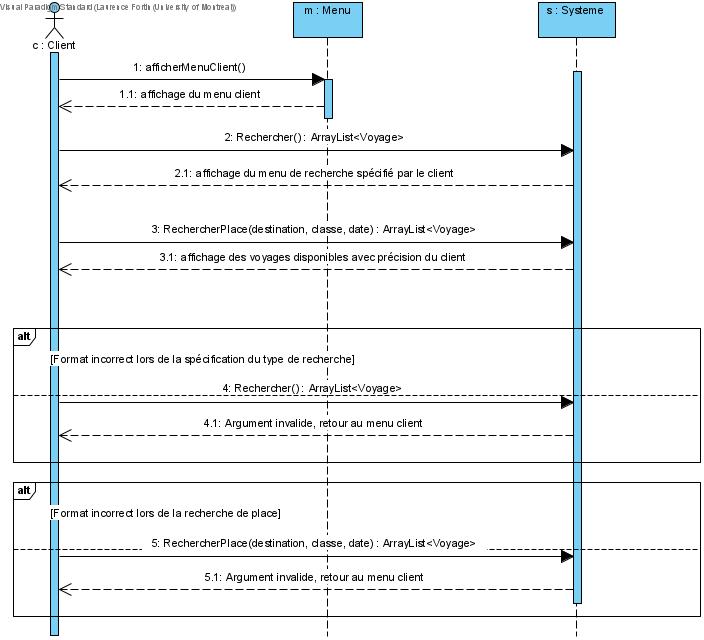 Visual Paradigm Standard (Laurence Fortin (University of Montreal))
m : Menu
s : Systeme
c : Client
1: afficherMenuClient()
1.1: affichage du menu client
2: Rechercher() : ArrayList<Voyage>
2.1: affichage du menu de recherche spécifié par le client
3: RechercherPlace(destination, classe, date) : ArrayList<Voyage>
3.1: affichage des voyages disponibles avec précision du client
alt
[Format incorrect lors de la spécification du type de recherche]
4: Rechercher() : ArrayList<Voyage>
4.1: Argument invalide, retour au menu client
alt
[Format incorrect lors de la recherche de place]
5: RechercherPlace(destination, classe, date) : ArrayList<Voyage>
5.1: Argument invalide, retour au menu client